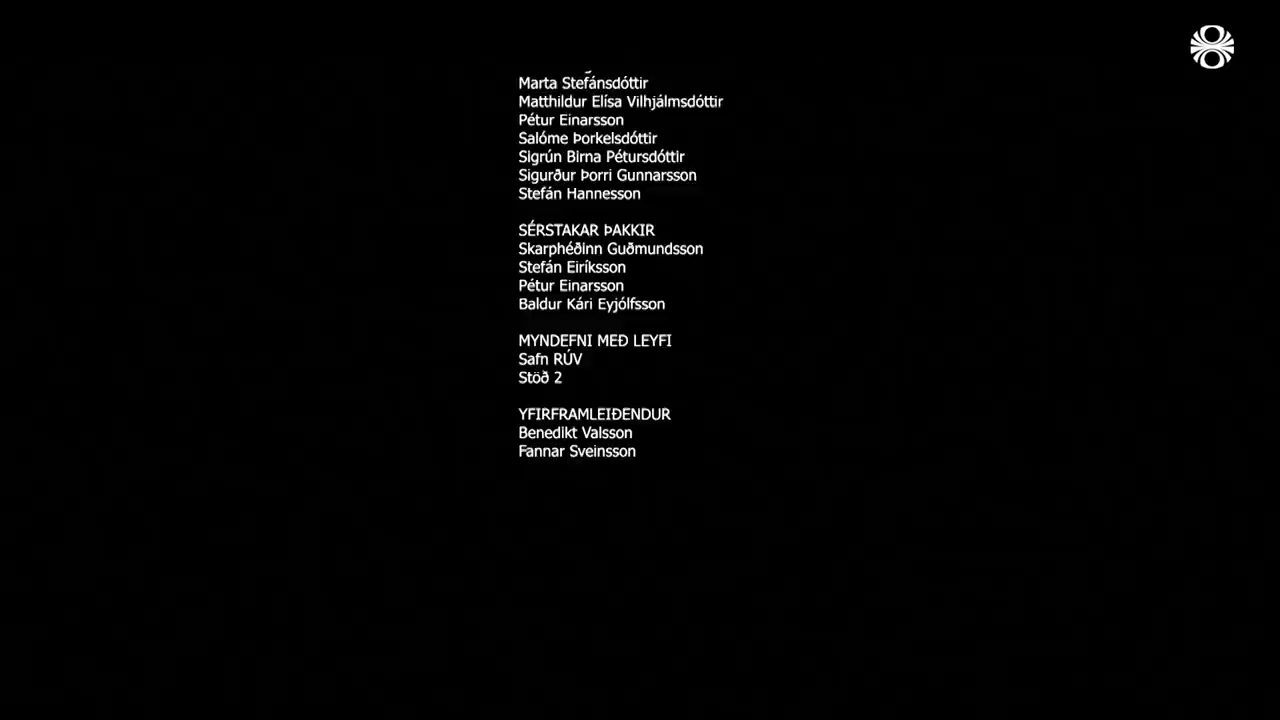 Marta Stefánsdóttir
Matthildur Elísa Vilhjálmsdóttir
Pétur Einarsson
Salóme Þorkelsdóttir
Sigrún Birna Pétursdóttir
Sigurður Þorri Gunnarsson
Stefán Hannesson
SÉRSTAKAR ÞAKKIR
Skarphéðinn Guðmundsson
Stefán Eiríksson
Pétur Einarsson
Baldur Kári Eyjólfsson
MYNDEFNI MEÐ LEYFI
Safn RÚV
Stöð 2
YFIRFRAMLEIÐENDUR
Benedikt Valsson
Fannar Sveinsson